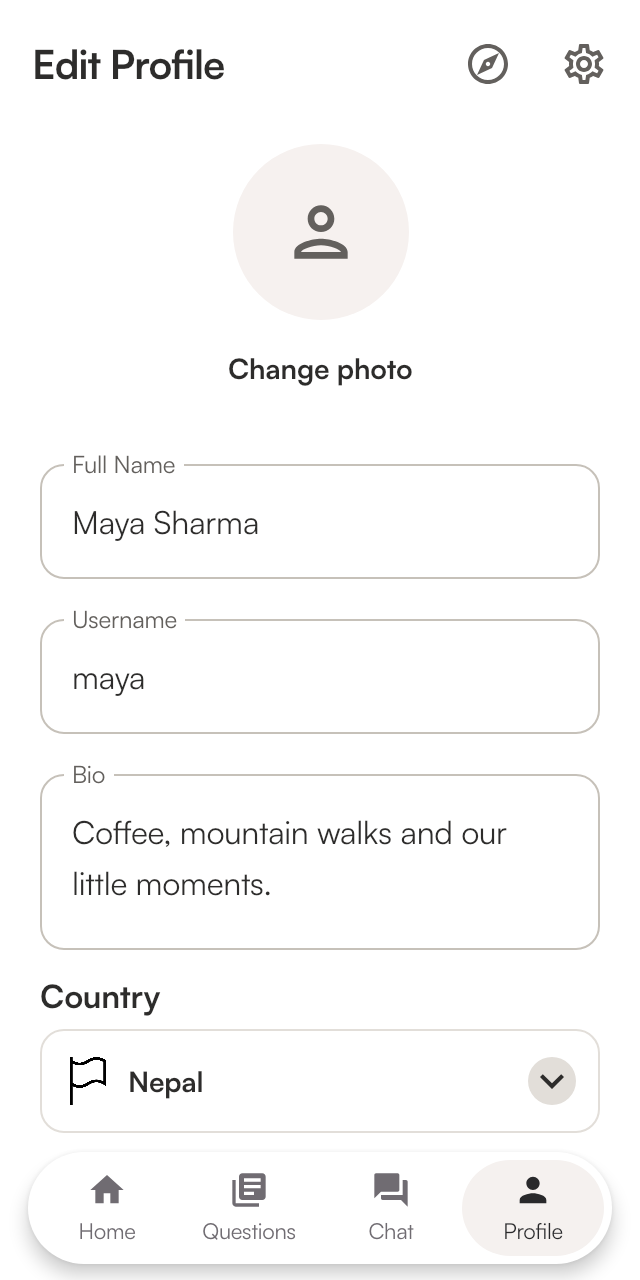 Edit Profile
Change photo
Full Name
Maya Sharma
Username
maya
Bio
Coffee, mountain walks and our
little moments.
Country
Nepal
Home
Questions
Chat
Profile